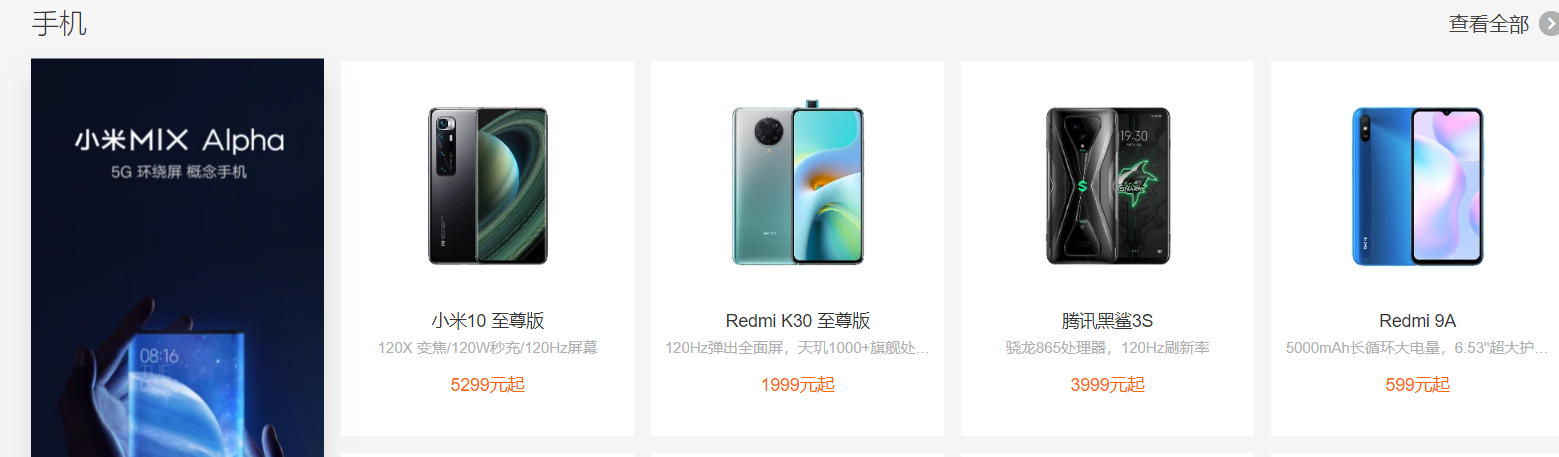 手机
查看全部
小米MIX Alpha
5G 环绕屏 概念手机
08:16
TUE
小米10 至尊版
120X 变焦/120W秒充/120Hz屏幕
5299元起
Redmi K30 至尊版
120Hz弹出全面屏，天玑1000+旗舰处...
1999元起
19:30
SHARK
腾讯黑鲨3S
骁龙865处理器，120Hz刷新率
3999元起
Redmi
Redmi 9A
5000mAh长循环大电量，6.53"超大护...
599元起